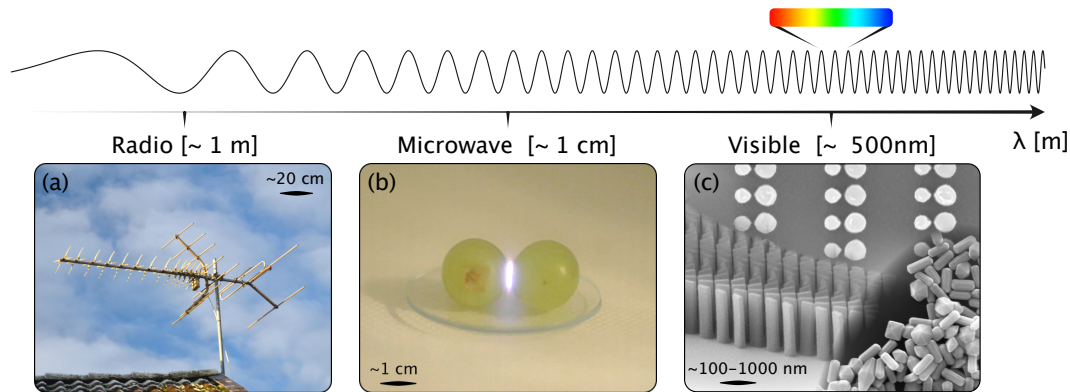 Radio [~ 1 m]
Microwave [~ 1 cm]
Visible [~ 500nm]
λ [m]
(a)
~20 cm
(b)
~1 cm
(c)
~100-1000 nm